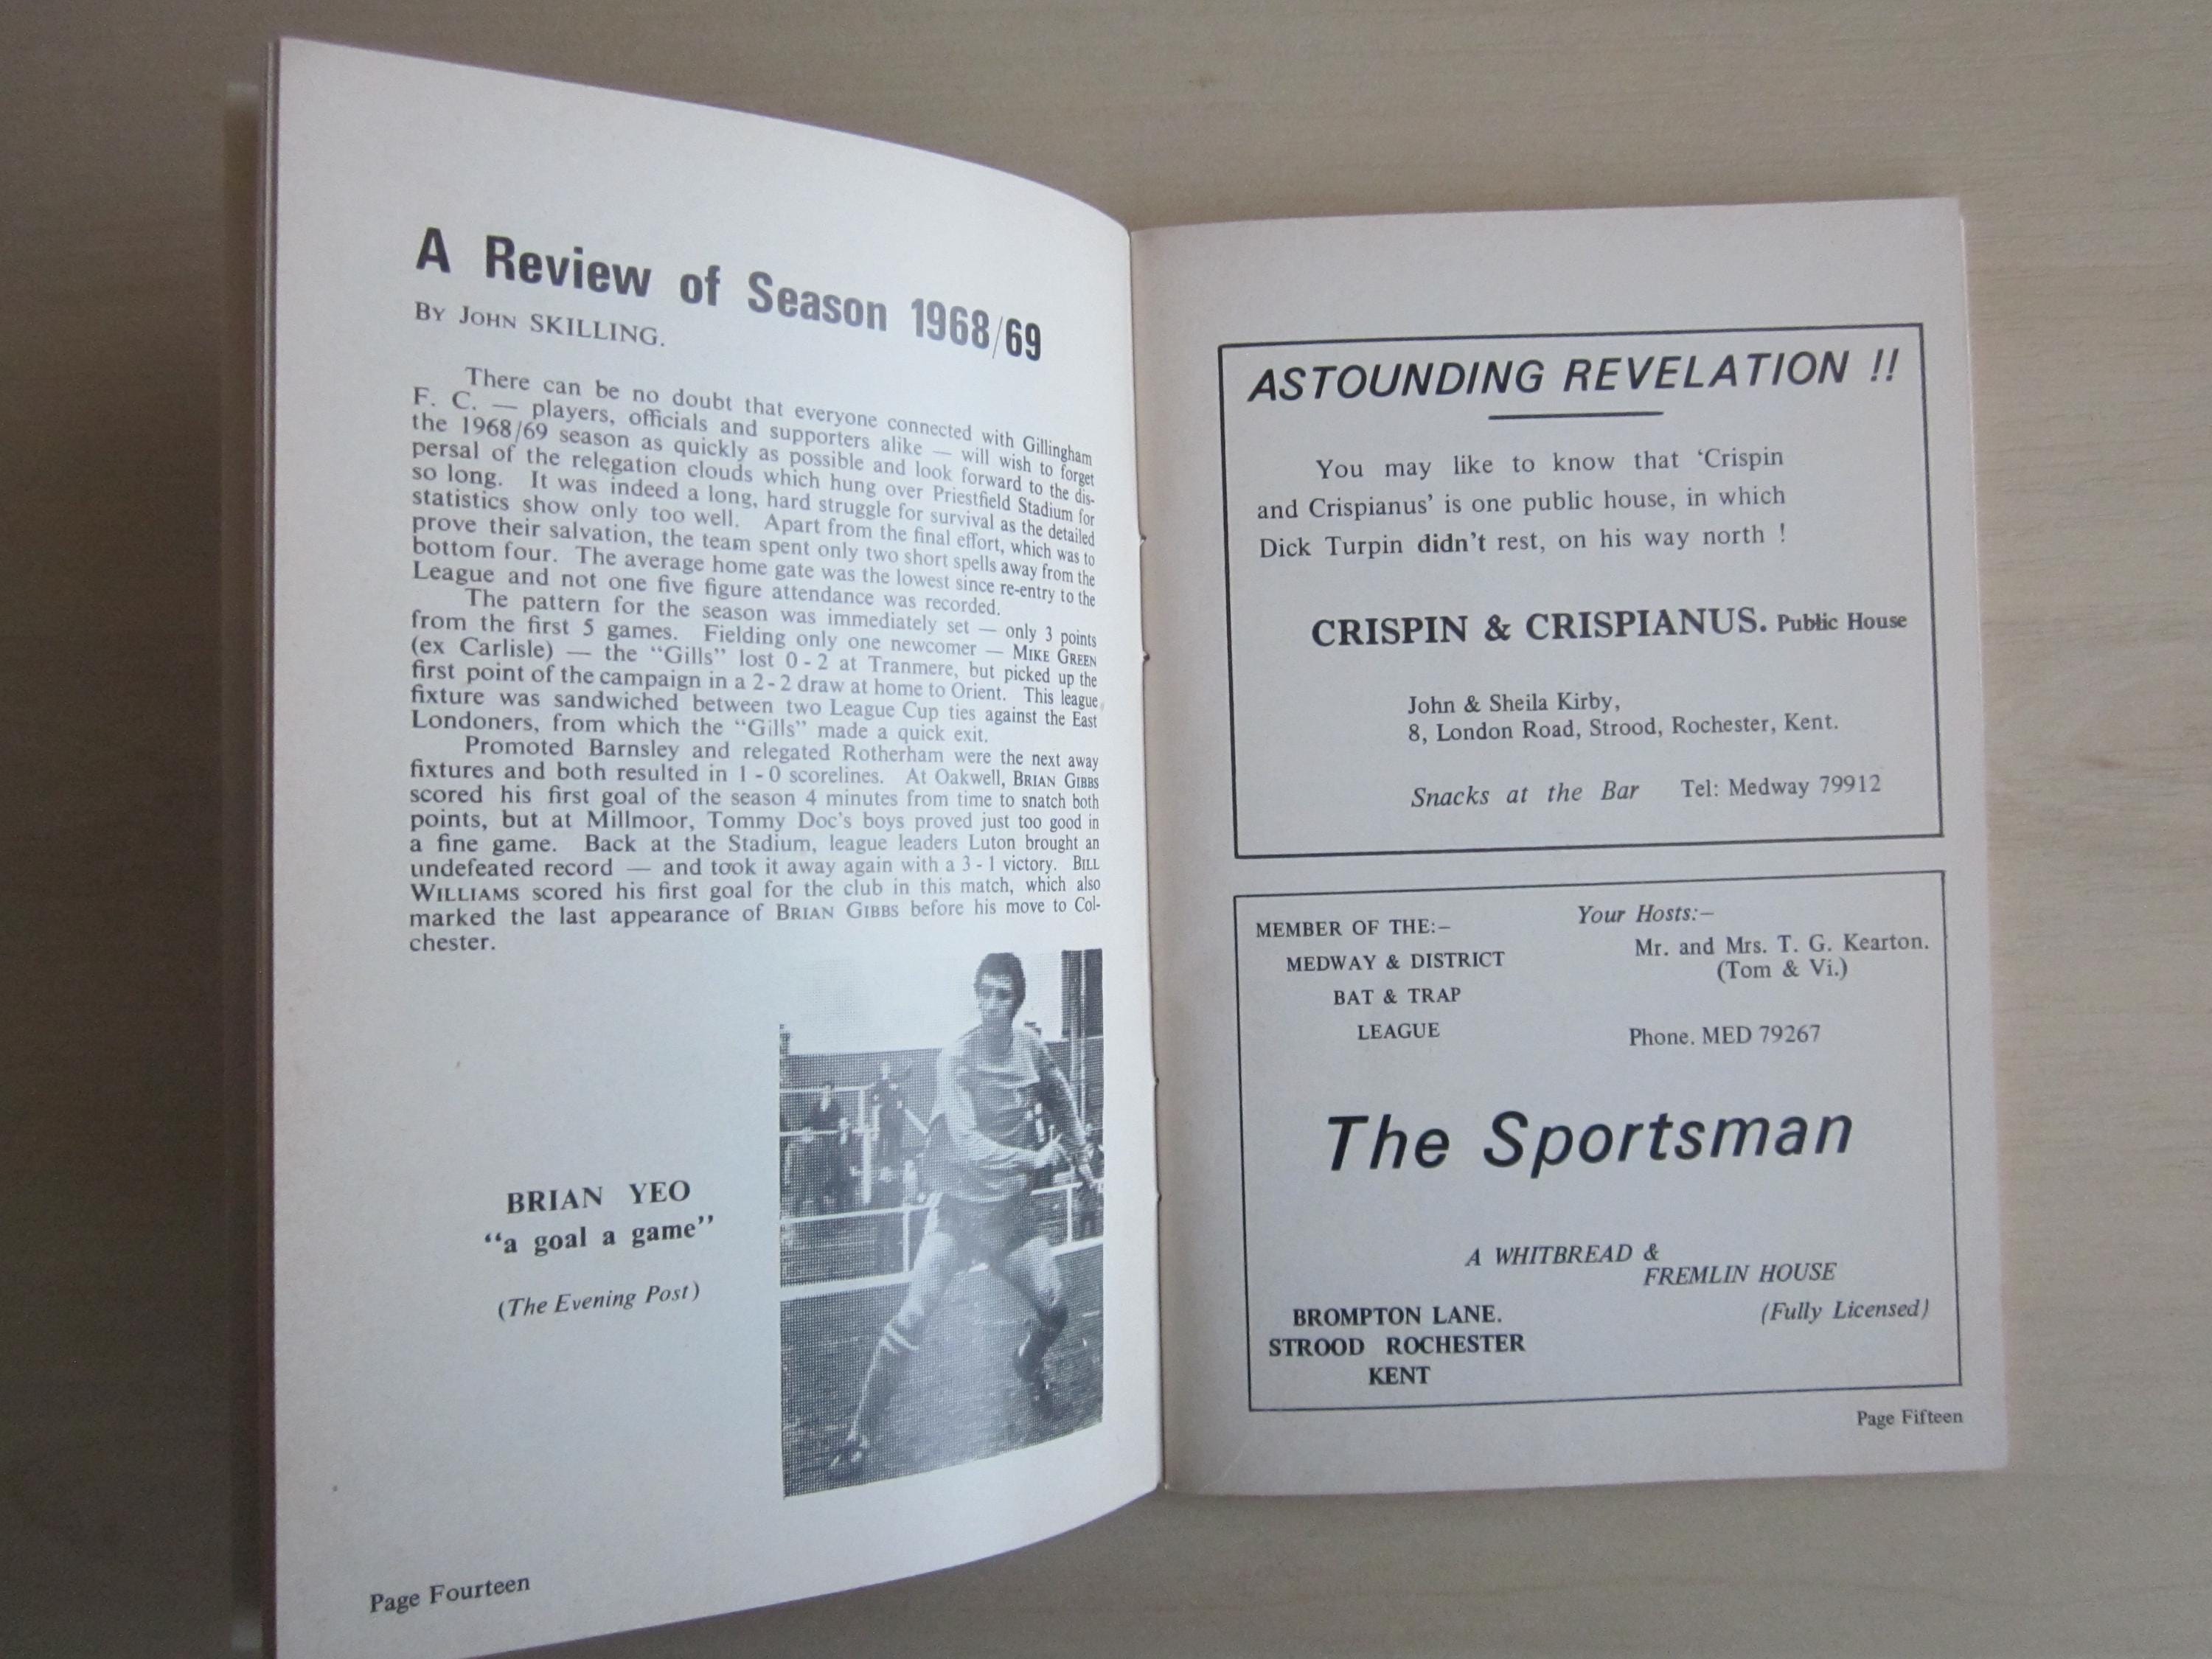 A Review of Season 1968/69
By John SKILLING.
There can be no doubt that everyone connected with Gillingham
F. C. — players, officials and supporters alike — will wish to forget
the 1968/69 season as quickly as possible and look forward to the dis-
persal of the relegation clouds which hung over Priestfield Stadium for
so long. It was indeed a long, hard struggle for survival as the detailed
statistics show only too well. Apart from the final effort, which was to
prove their salvation, the team spent only two short spells away from the
bottom four. The average home gate was the lowest since re-entry to the
League and not one five figure attendance was recorded.
The pattern for the season was immediately set — only 3 points
from the first 5 games. Fielding only one newcomer — MIKE GREEN
(ex Carlisle) — the "Gills" lost 0 - 2 at Tranmere, but picked up the
first point of the campaign in a 2 - 2 draw at home to Orient. This league
fixture was sandwiched between two League Cup ties against the East
Londoners, from which the "Gills" made a quick exit.
Promoted Barnsley and relegated Rotherham were the next away
fixtures and both resulted in 1 - 0 scorelines. At Oakwell, BRIAN GIBBS
scored his first goal of the season 4 minutes from time to snatch both
points, but at Millmoor, Tommy Doc's boys proved just too good in
a fine game. Back at the Stadium, league leaders Luton brought an
undefeated record — and took it away again with a 3 - 1 victory. BILL
WILLIAMS scored his first goal for the club in this match, which also
marked the last appearance of BRIAN GIBBS before his move to Col-
chester.
BRIAN YEO
"a goal a game"
(The Evening Post)
Page Fourteen
ASTOUNDING REVELATION !!
You may like to know that 'Crispin
and Crispianus' is one public house, in which
Dick Turpin didn't rest, on his way north !
CRISPIN & CRISPIANUS. Public House
John & Sheila Kirby,
8, London Road, Strood, Rochester, Kent.
Snacks at the Bar Tel: Medway 79912
MEMBER OF THE:–
MEDWAY & DISTRICT
BAT & TRAP
LEAGUE
Your Hosts:–
Mr. and Mrs. T. G. Kearton.
(Tom & Vi.)
Phone. MED 79267
The Sportsman
A WHITBREAD &
FREMLIN HOUSE
(Fully Licensed)
BROMPTON LANE.
STROOD ROCHESTER
KENT
Page Fifteen